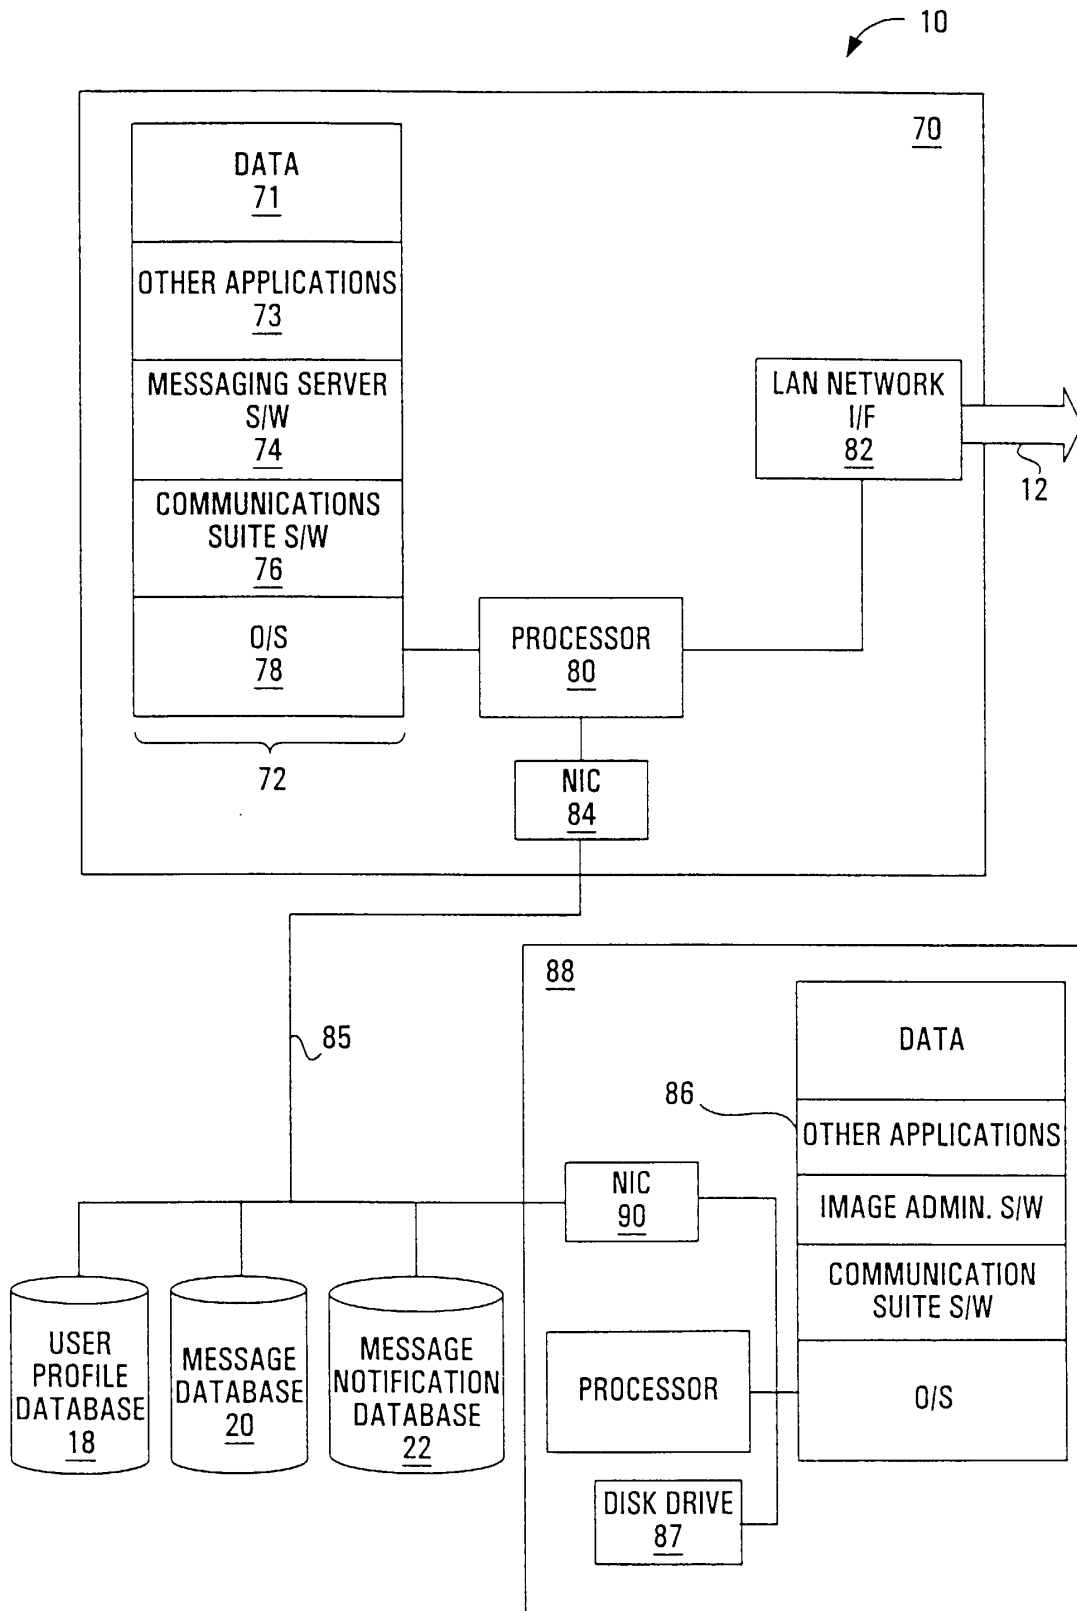 10
70
DATA
71
OTHER APPLICATIONS
73
MESSAGING SERVER
S/W
74
COMMUNICATIONS
SUITE S/W
76
O/S
78
72
PROCESSOR
80
LAN NETWORK
I/F
82
12
NIC
84
85
88
DATA
86
OTHER APPLICATIONS
IMAGE ADMIN. S/W
COMMUNICATION
SUITE S/W
O/S
NIC
90
PROCESSOR
DISK DRIVE
87
USER
PROFILE
DATABASE
18
MESSAGE
DATABASE
20
MESSAGE
NOTIFICATION
DATABASE
22